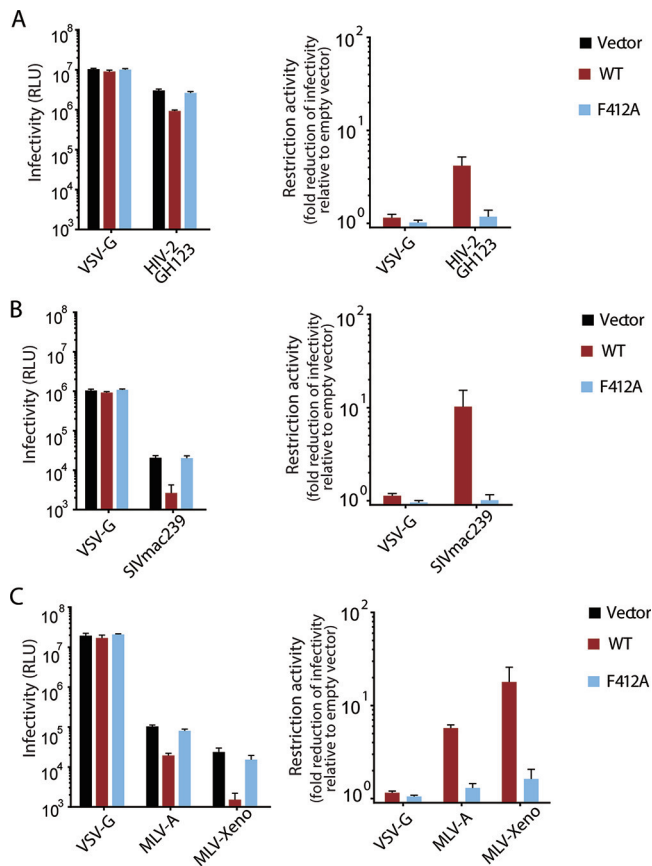 A
Infectivity (RLU)
10^8
10^7
10^6
10^5
10^4
10^3
VSV-G
HIV-2
GH123
Restriction activity
(fold reduction of infectivity
relative to empty vector)
10^2
10^1
10^0
VSV-G
HIV-2
GH123
Vector
WT
F412A
B
Infectivity (RLU)
10^8
10^7
10^6
10^5
10^4
10^3
VSV-G
SIVmac239
Restriction activity
(fold reduction of infectivity
relative to empty vector)
10^2
10^1
10^0
VSV-G
SIVmac239
Vector
WT
F412A
C
Infectivity (RLU)
10^8
10^7
10^6
10^5
10^4
10^3
VSV-G
MLV-A
MLV-Xeno
Restriction activity
(fold reduction of infectivity
relative to empty vector)
10^2
10^1
10^0
VSV-G
MLV-A
MLV-Xeno
Vector
WT
F412A